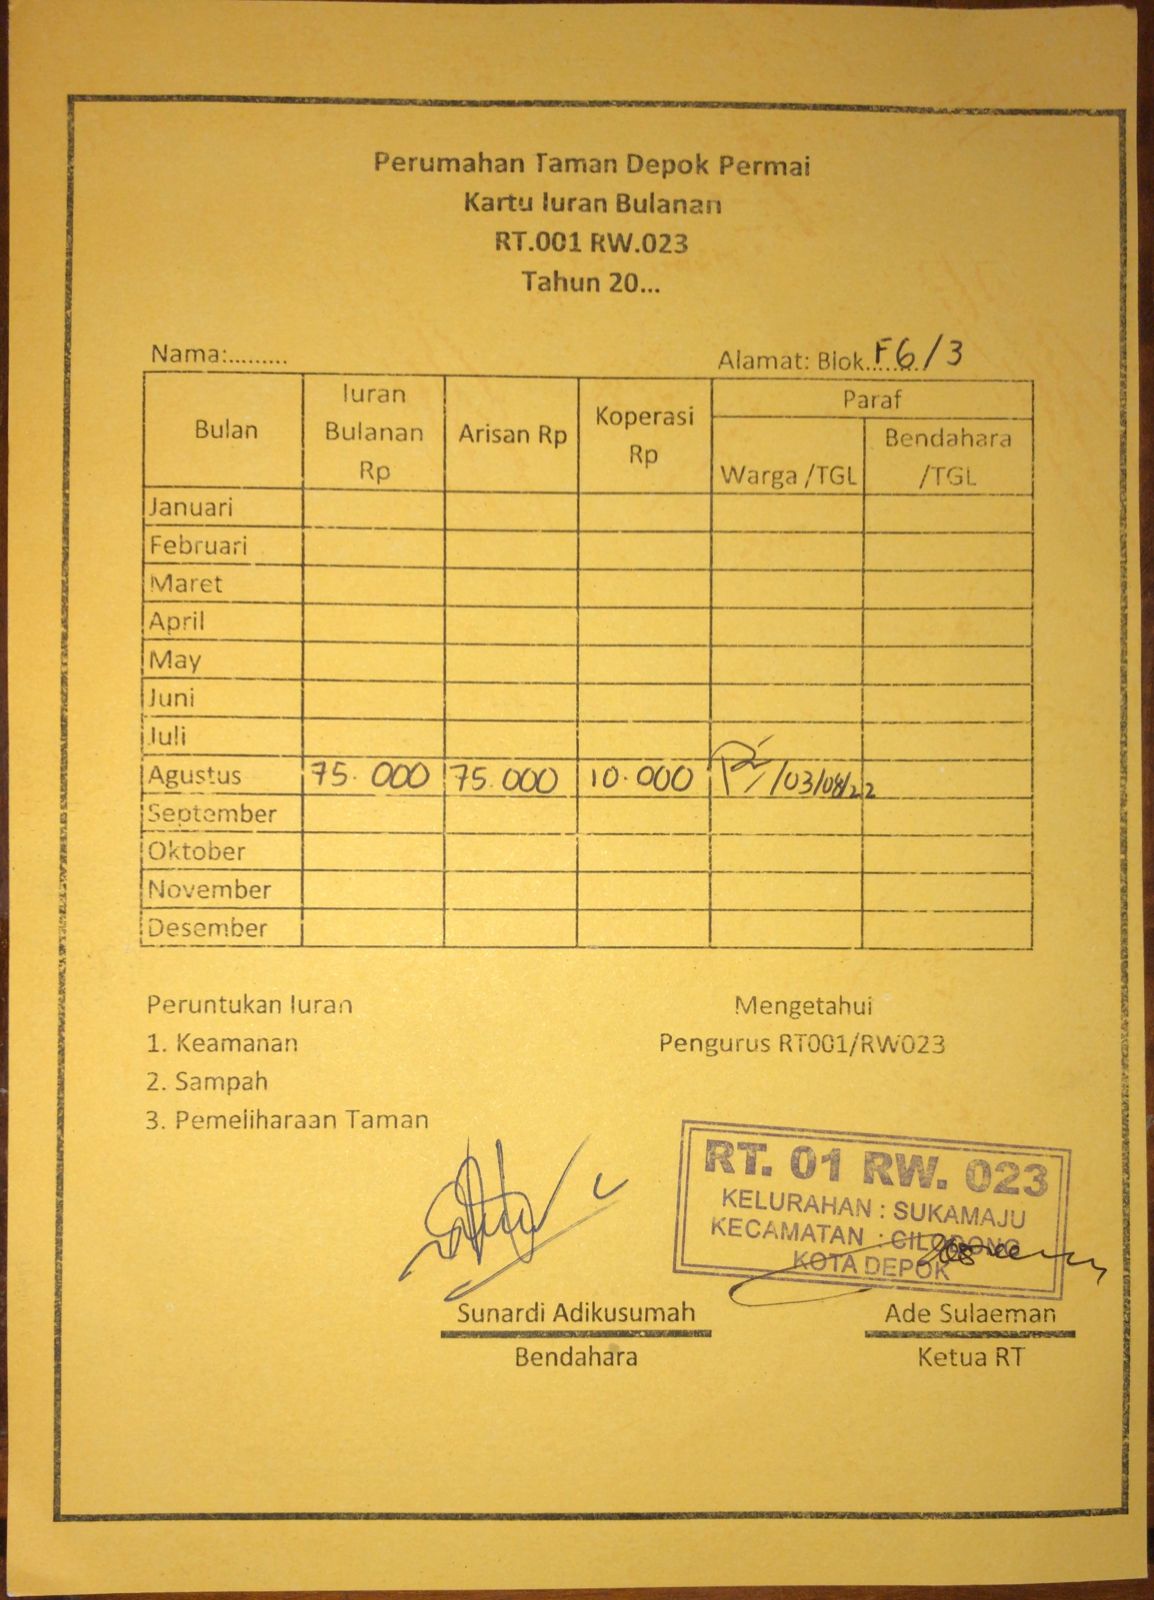 Perumahan Taman Depok Permai
Kartu Iuran Bulanan
RT.001 RW.023
Tahun 20...
Nama:......... Alamat: Blok......... F6/3
Bulan Iuran Bulanan Rp Arisan Rp Koperasi Rp Paraf
Warga /TGL Bendahara /TGL
Januari
Februari
Maret
April
May
Juni
Juli
Agustus 75.000 75.000 10.000 /03/08/22
September
Oktober
November
Desember
Peruntukan Iuran Mengetahui
1. Keamanan Pengurus RT001/RW023
2. Sampah
3. Pemeliharaan Taman
RT. 01 RW. 023
KELURAHAN : SUKAMAJU
KECAMATAN : CILODONG
KOTA DEPOK
Sunardi Adikusumah Ade Sulaeman
Bendahara Ketua RT